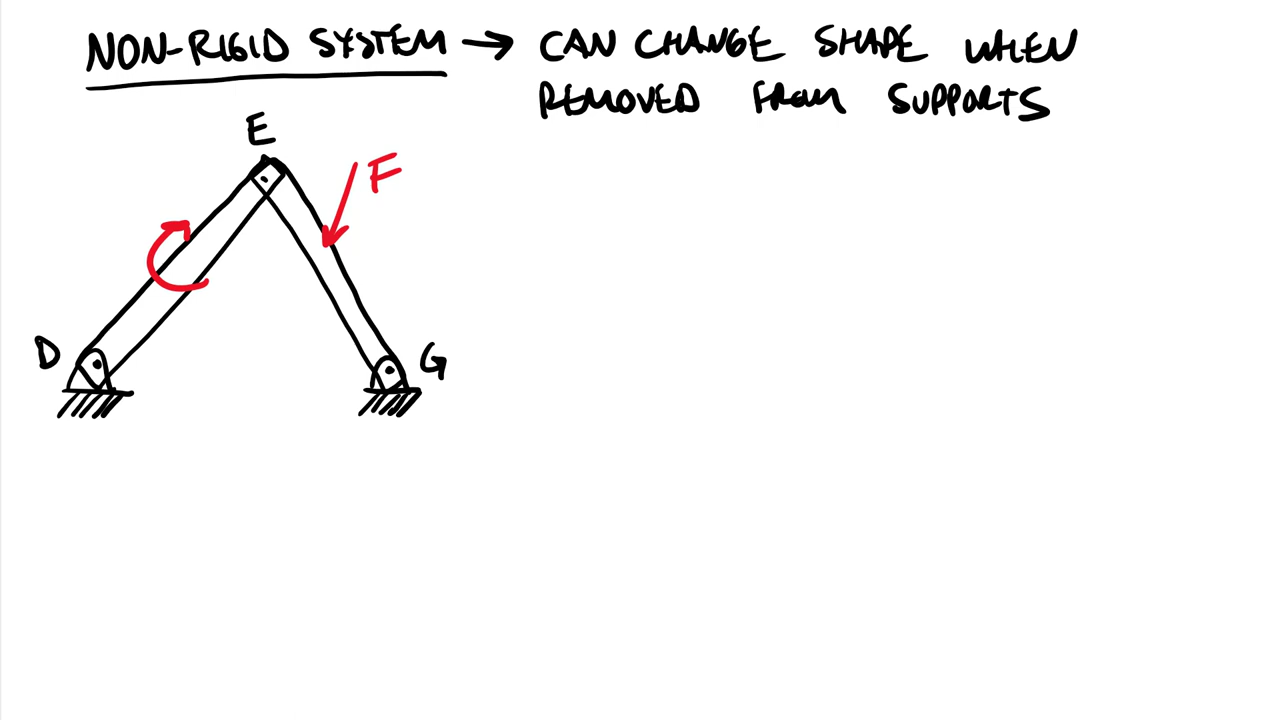 NON-RIGID SYSTEM → CAN CHANGE SHAPE WHEN
REMOVED FROM SUPPORTS
E
F
D
G